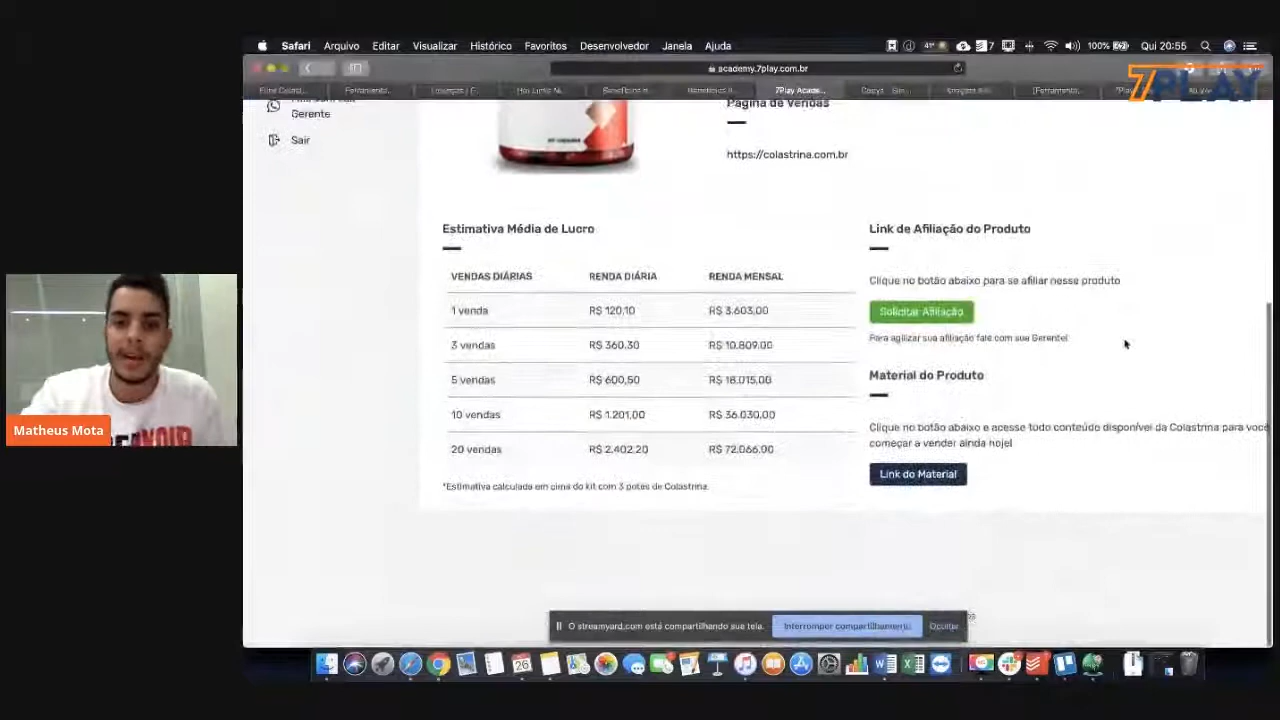 7PLAY
Safari Arquivo Editar Visualizar Histórico Favoritos Desenvolvedor Janela Ajuda
7 100% Qui 20:55
academy.7play.com.br
7Play Acade...
Gerente
Sair
Página de Vendas
https://colastrina.com.br
Estimativa Média de Lucro
VENDAS DIÁRIAS RENDA DIÁRIA RENDA MENSAL
1 venda R$ 120,10 R$ 3.603,00
3 vendas R$ 360,30 R$ 10.809,00
5 vendas R$ 600,50 R$ 18.015,00
10 vendas R$ 1.201,00 R$ 36.030,00
20 vendas R$ 2.402,20 R$ 72.066,00
*Estimativa calculada em cima do kit com 3 potes de Colastrina.
Link de Afiliação do Produto
Clique no botão abaixo para se afiliar nesse produto
Solicitar Afiliação
Para agilizar sua afiliação fale com sua Gerente!
Material do Produto
Clique no botão abaixo e acesse todo conteúdo disponível da Colastrina para você
começar a vender ainda hoje!
Link do Material
Matheus Mota
O streamyard.com está compartilhando sua tela. Interromper compartilhamento Ocultar
26